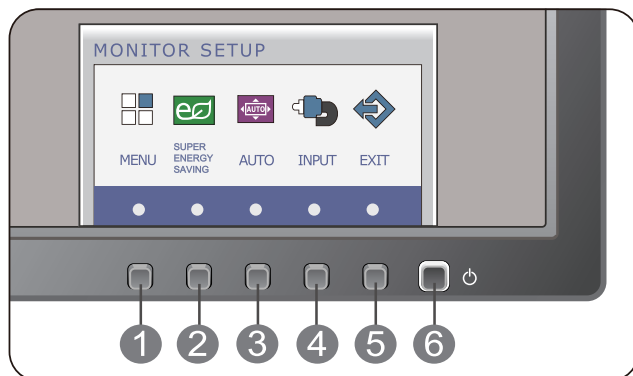 MONITOR SETUP
MENU
SUPER
ENERGY
SAVING
AUTO
INPUT
EXIT
AUTO
1 2 3 4 5 6